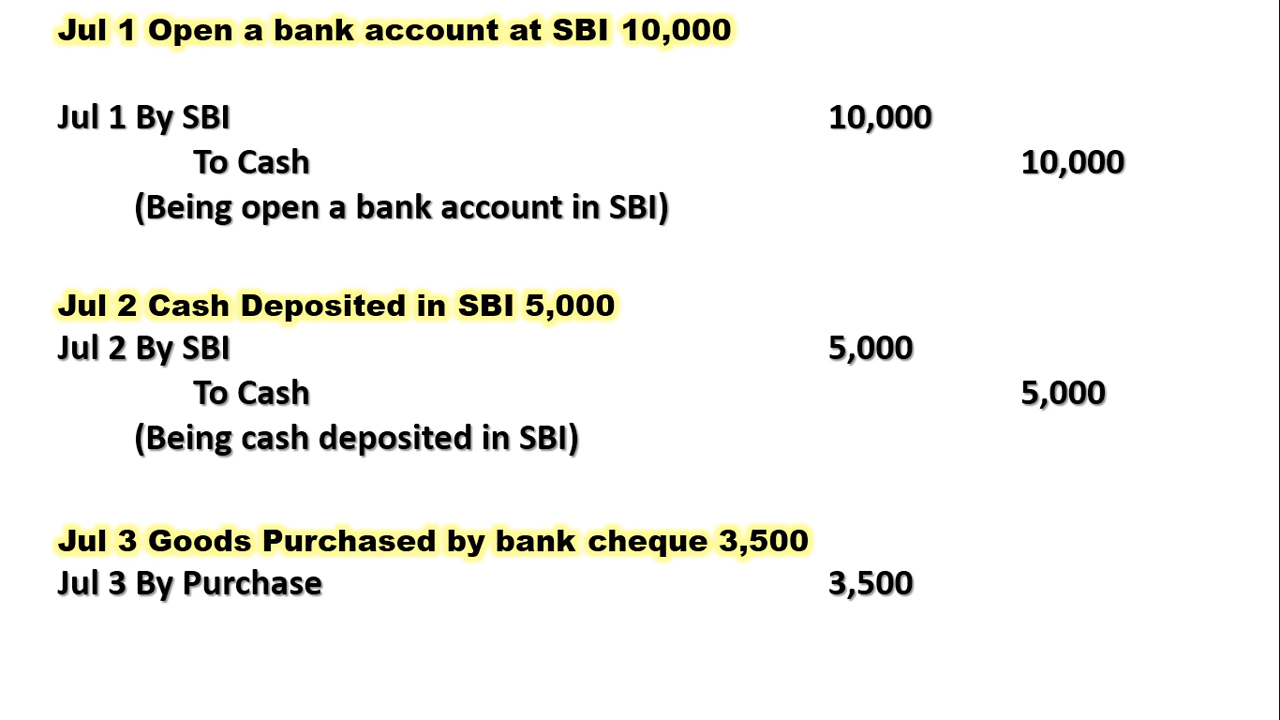 Jul 1 Open a bank account at SBI 10,000
Jul 1 By SBI 10,000
To Cash 10,000
(Being open a bank account in SBI)
Jul 2 Cash Deposited in SBI 5,000
Jul 2 By SBI 5,000
To Cash 5,000
(Being cash deposited in SBI)
Jul 3 Goods Purchased by bank cheque 3,500
Jul 3 By Purchase 3,500